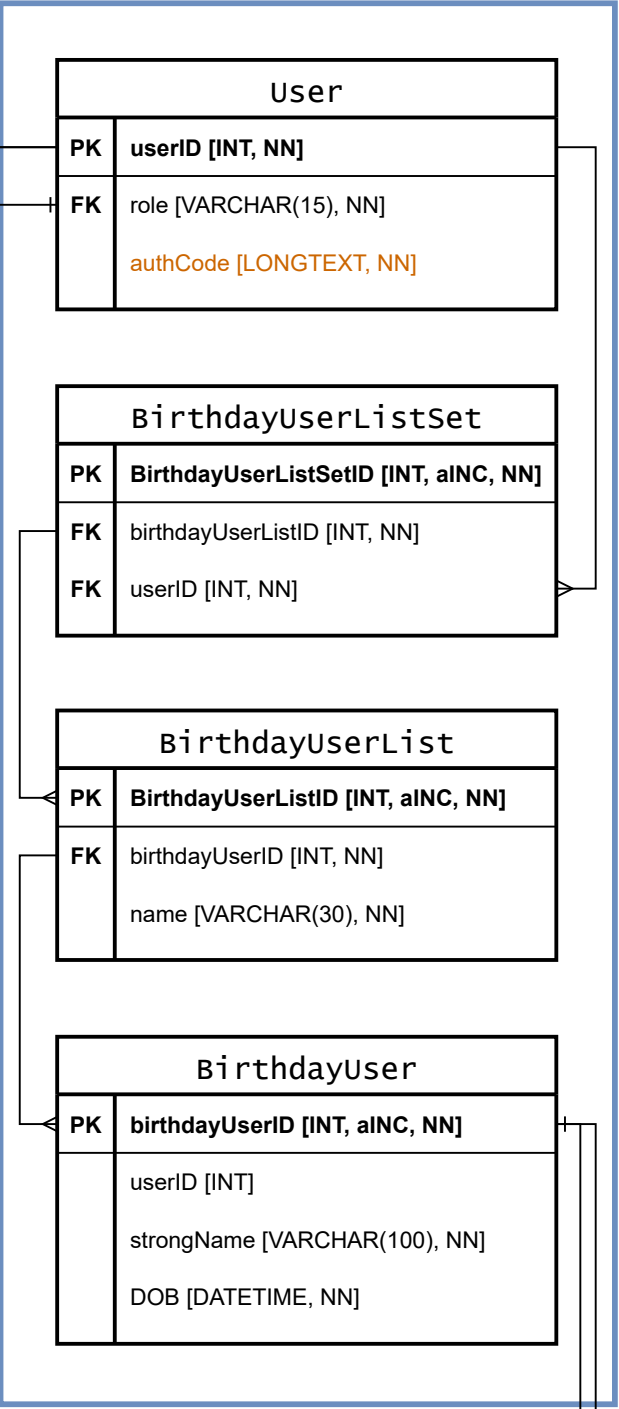 User
PK userID [INT, NN]
FK role [VARCHAR(15), NN]
authCode [LONGTEXT, NN]
BirthdayUserListSet
PK BirthdayUserListSetID [INT, aINC, NN]
FK birthdayUserListID [INT, NN]
FK userID [INT, NN]
BirthdayUserList
PK BirthdayUserListID [INT, aINC, NN]
FK birthdayUserID [INT, NN]
name [VARCHAR(30), NN]
BirthdayUser
PK birthdayUserID [INT, aINC, NN]
userID [INT]
strongName [VARCHAR(100), NN]
DOB [DATETIME, NN]